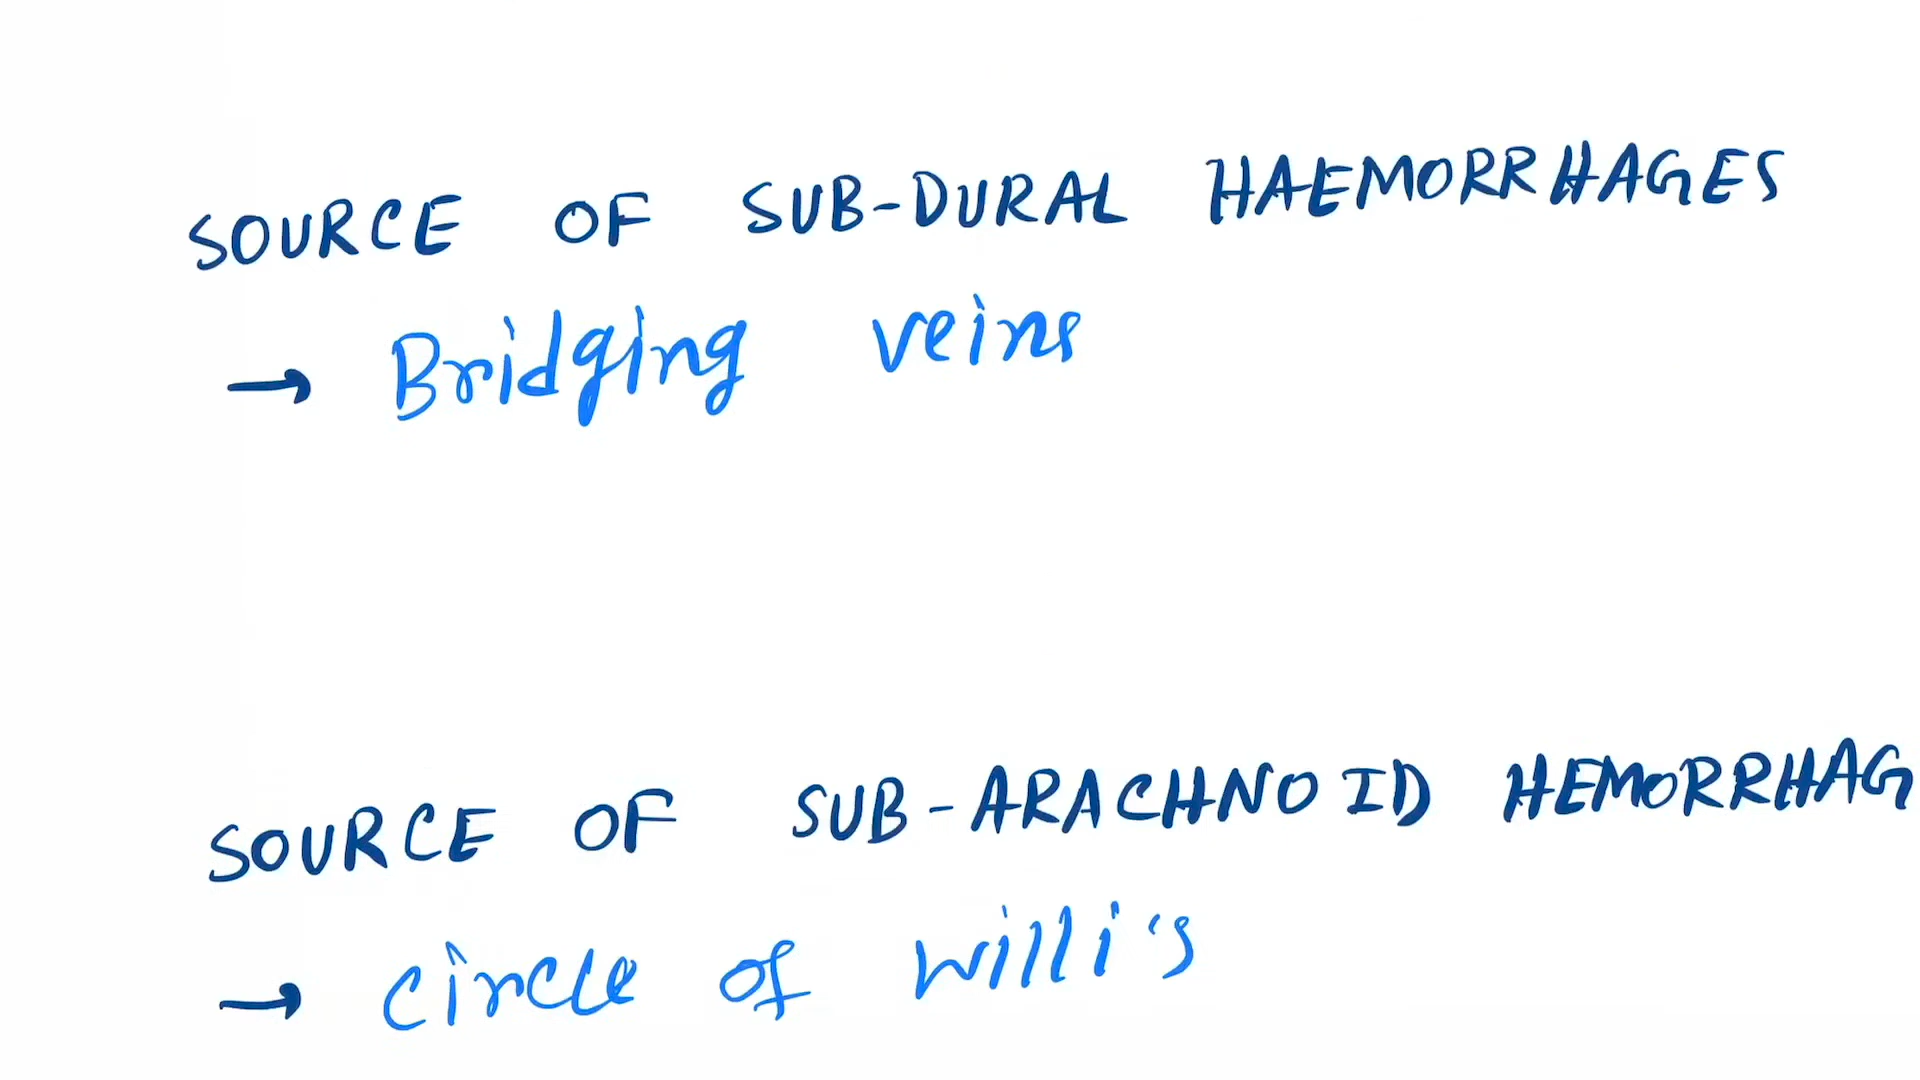 SOURCE OF SUB-DURAL HAEMORRHAGES
→ Bridging veins
SOURCE OF SUB-ARACHNOID HEMORRHAG
→ circle of willi's